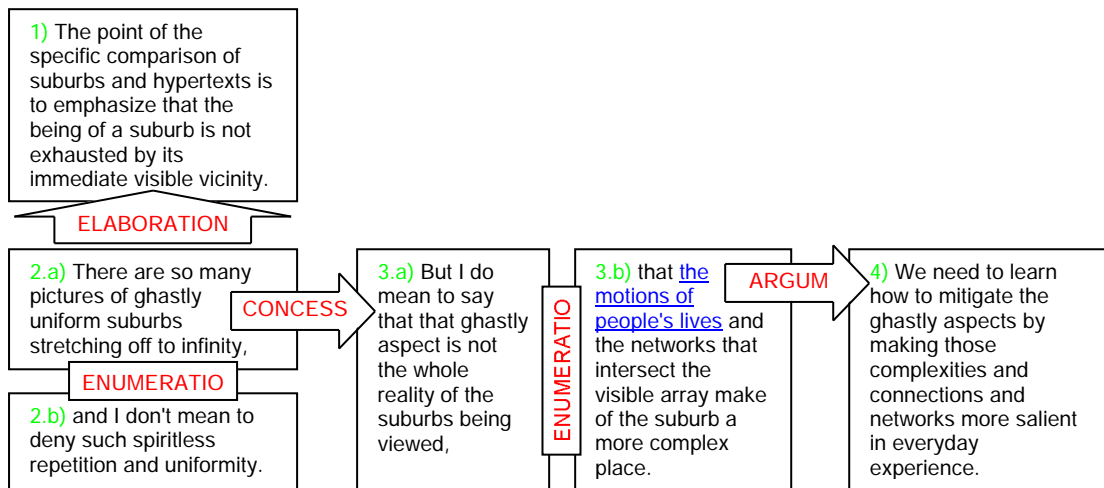 1) The point of the
specific comparison of
suburbs and hypertexts is
to emphasize that the
being of a suburb is not
exhausted by its
immediate visible vicinity.
ELABORATION
2.a) There are so many
pictures of ghastly
uniform suburbs
stretching off to infinity,
ENUMERATIO
2.b) and I don't mean to
deny such spiritless
repetition and uniformity.
CONCESS
3.a) But I do
mean to say
that that ghastly
aspect is not
the whole
reality of the
suburbs being
viewed,
ENUMERATIO
3.b) that the
motions of
people's lives and
the networks that
intersect the
visible array make
of the suburb a
more complex
place.
ARGUM
4) We need to learn
how to mitigate the
ghastly aspects by
making those
complexities and
connections and
networks more salient
in everyday
experience.